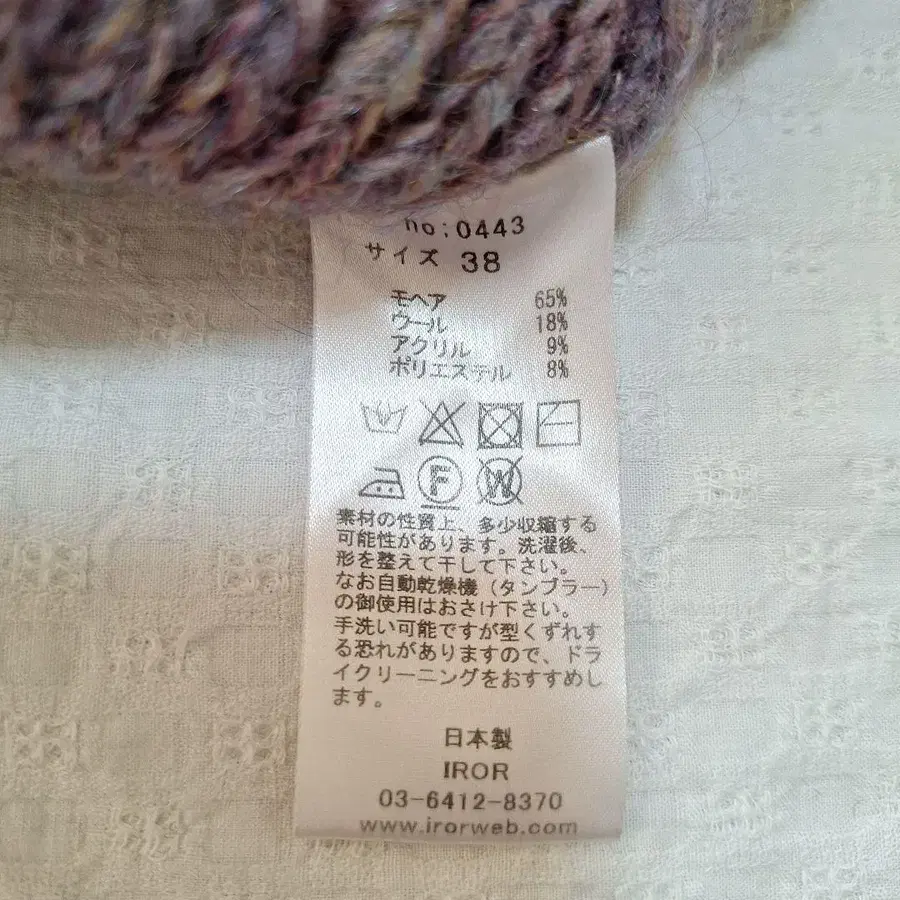 no:0443
サイズ 38
モヘア 65%
ウール 18%
アクリル 9%
ポリエステル 8%
F W
素材の性質上、多少収縮する
可能性があります。洗濯後、
形を整えて干して下さい。
なお自動乾燥機（タンブラー）
の御使用はおさけ下さい。
手洗い可能ですが型くずれす
る恐れがありますので、ドラ
イクリーニングをおすすめし
ます。
日本製
IROR
03-6412-8370
www.irorweb.com